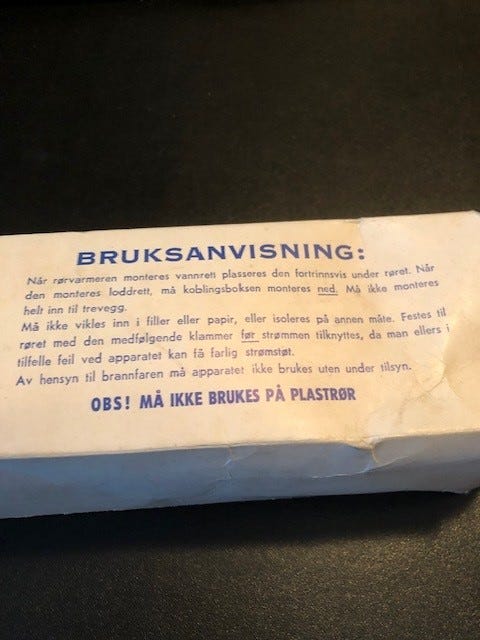 BRUKSANVISNING:
Når rørvarmeren monteres vannrett plasseres den fortrinnsvis under røret. Når
den monteres loddrett, må koblingsboksen monteres ned. Må ikke monteres
helt inn til trevegg.
Må ikke vikles inn i filler eller papir, eller isoleres på annen måte. Festes til
røret med den medfølgende klammer før strømmen tilknyttes, da man ellers i
tilfelle feil ved apparatet kan få farlig strømstøt.
Av hensyn til brannfaren må apparatet ikke brukes uten under tilsyn.
OBS! MÅ IKKE BRUKES PÅ PLASTRØR